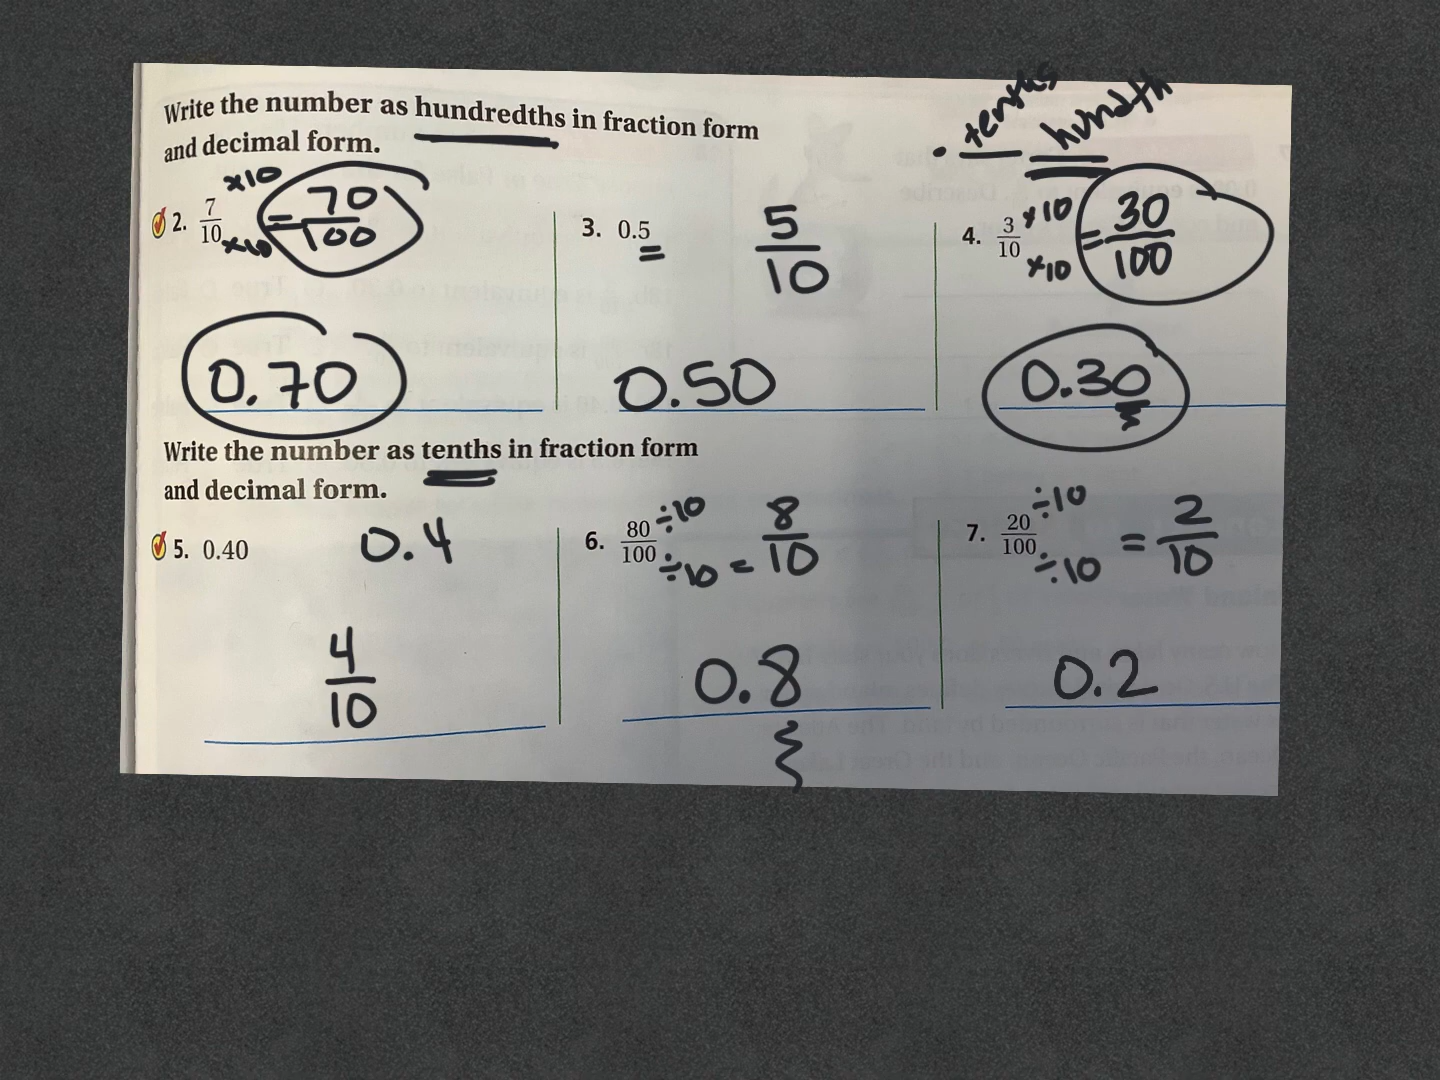 Write the number as hundredths in fraction form
and decimal form.
. tenths hundth
2. 7/10 ×10 ×10 = 70/100
0.70
3. 0.5 = 5/10
0.50
4. 3/10 ×10 ×10 = 30/100
0.30
Write the number as tenths in fraction form
and decimal form.
5. 0.40 0.4
4/10
6. 80/100 ÷10 ÷10 = 8/10
0.8
7. 20/100 ÷10 ÷10 = 2/10
0.2